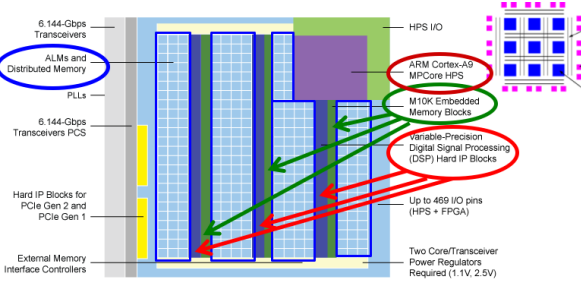 6.144-Gbps
Transceivers
ALMs and
Distributed Memory
PLLs
6.144-Gbps
Transceivers PCS
Hard IP Blocks for
PCIe Gen 2 and
PCIe Gen 1
External Memory
Interface Controllers
HPS I/O
ARM Cortex-A9
MPCore HPS
M10K Embedded
Memory Blocks
Variable-Precision
Digital Signal Processing
(DSP) Hard IP Blocks
Up to 469 I/O pins
(HPS + FPGA)
Two Core/Transceiver
Power Regulators
Required (1.1V, 2.5V)